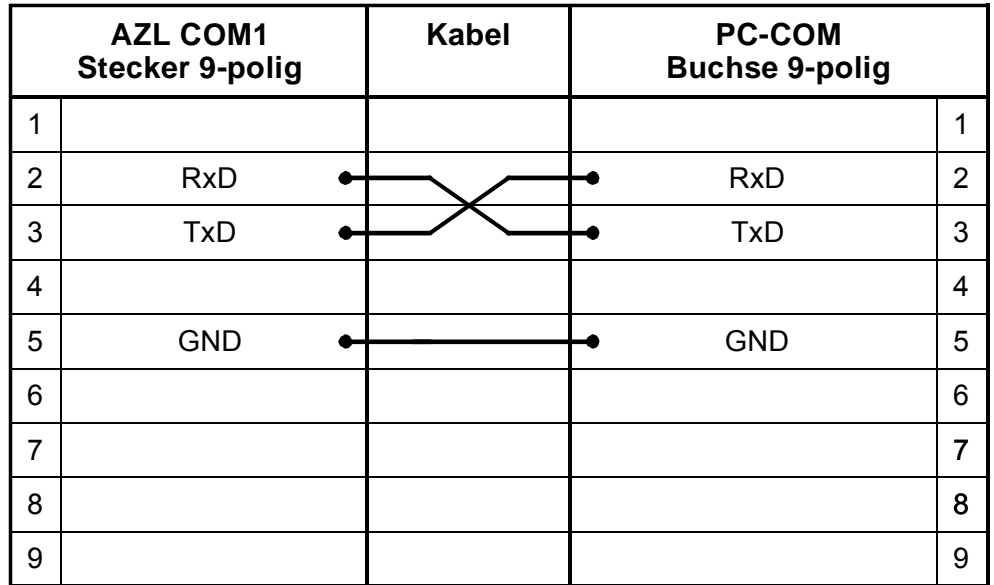 AZL COM1 Kabel PC-COM
Stecker 9-polig Buchse 9-polig
1 1
2 RxD RxD 2
3 TxD TxD 3
4 4
5 GND GND 5
6 6
7 7
8 8
9 9